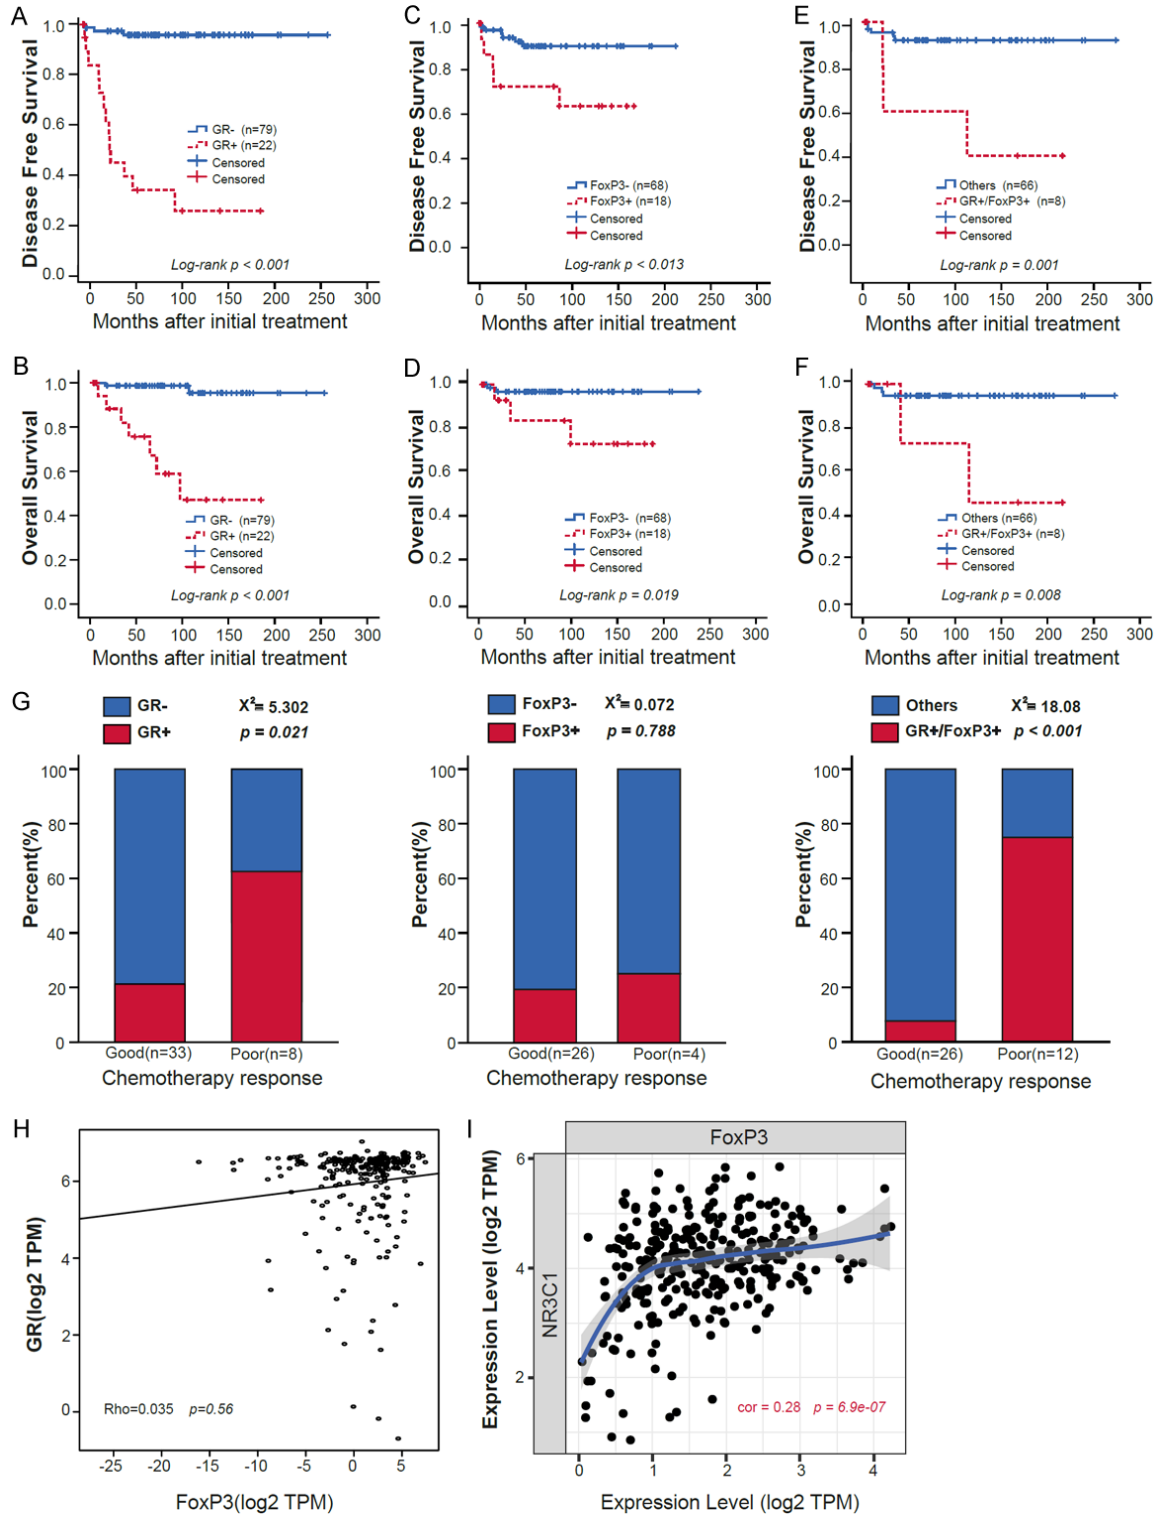 A
Disease Free Survival
1.0
0.8
0.6
0.4
0.2
0.0
GR- (n=79)
GR+ (n=22)
Censored
Censored
Log-rank p < 0.001
0 50 100 150 200 250 300
Months after initial treatment
C
Disease Free Survival
1.0
0.8
0.6
0.4
0.2
0.0
FoxP3- (n=68)
FoxP3+ (n=18)
Censored
Censored
Log-rank p < 0.013
0 50 100 150 200 250 300
Months after initial treatment
E
Disease Free Survival
1.0
0.8
0.6
0.4
0.2
0.0
Others (n=66)
GR+/FoxP3+ (n=8)
Censored
Censored
Log-rank p = 0.001
0 50 100 150 200 250 300
Months after initial treatment
B
Overall Survival
1.0
0.8
0.6
0.4
0.2
0.0
GR- (n=79)
GR+ (n=22)
Censored
Censored
Log-rank p < 0.001
0 50 100 150 200 250 300
Months after initial treatment
D
Overall Survival
1.0
0.8
0.6
0.4
0.2
0.0
FoxP3- (n=68)
FoxP3+ (n=18)
Censored
Censored
Log-rank p = 0.019
0 50 100 150 200 250 300
Months after initial treatment
F
Overall Survival
1.0
0.8
0.6
0.4
0.2
0.0
Others (n=66)
GR+/FoxP3+ (n=8)
Censored
Censored
Log-rank p = 0.008
0 50 100 150 200 250 300
Months after initial treatment
G
GR- X²= 5.302
GR+ p = 0.021
Percent(%)
100
80
60
40
20
0
Good(n=33) Poor(n=8)
Chemotherapy response
FoxP3- X²= 0.072
FoxP3+ p = 0.788
Percent(%)
100
80
60
40
20
0
Good(n=26) Poor(n=4)
Chemotherapy response
Others X²= 18.08
GR+/FoxP3+ p < 0.001
Percent(%)
100
80
60
40
20
0
Good(n=26) Poor(n=12)
Chemotherapy response
H
GR(log2 TPM)
6
4
2
0
Rho=0.035 p=0.56
-25 -20 -15 -10 -5 0 5
FoxP3(log2 TPM)
I
FoxP3
Expression Level (log2 TPM)
NR3C1
6
4
2
cor = 0.28 p = 6.9e-07
0 1 2 3 4
Expression Level (log2 TPM)